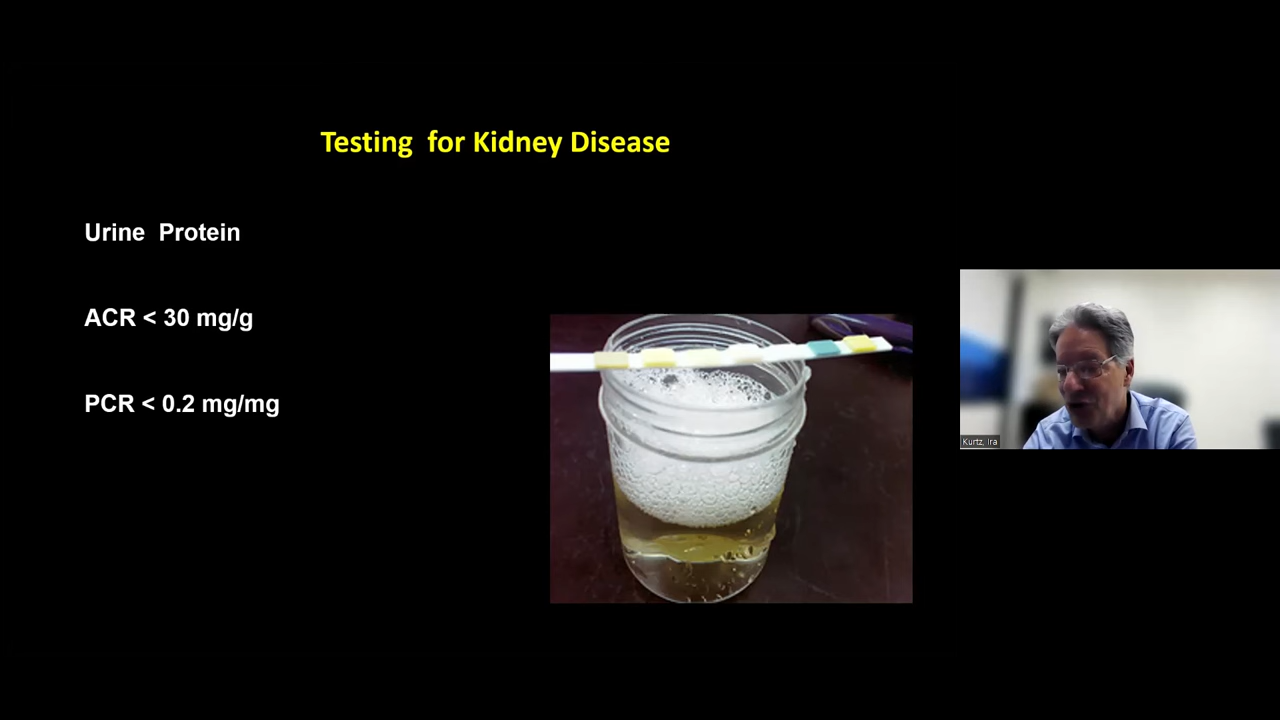 Testing for Kidney Disease
Urine Protein
ACR < 30 mg/g
PCR < 0.2 mg/mg
Kurtz, Ira